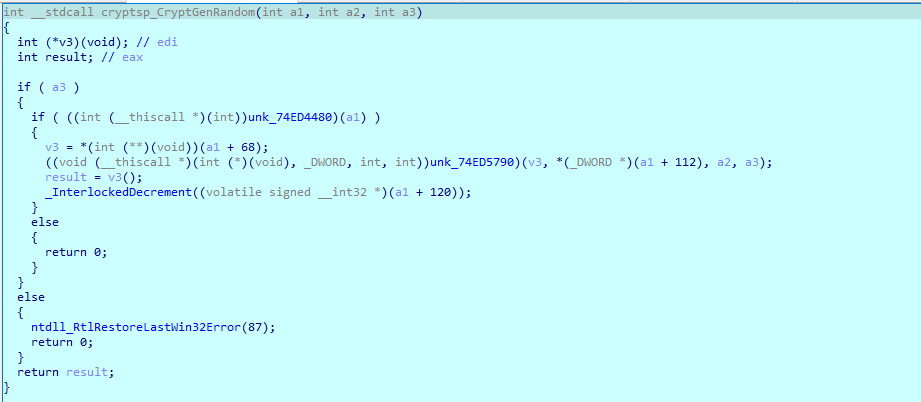 int __stdcall cryptsp_CryptGenRandom(int a1, int a2, int a3)
{
  int (*v3)(void); // edi
  int result; // eax

  if ( a3 )
  {
    if ( ((int (__thiscall *)(int))unk_74ED4480)(a1) )
    {
      v3 = *(int (**)(void))(a1 + 68);
      ((void (__thiscall *)(int (*)(void), _DWORD, int, int))unk_74ED5790)(v3, *(_DWORD *)(a1 + 112), a2, a3);
      result = v3();
      _InterlockedDecrement((volatile signed __int32 *)(a1 + 120));
    }
    else
    {
      return 0;
    }
  }
  else
  {
    ntdll_RtlRestoreLastWin32Error(87);
    return 0;
  }
  return result;
}